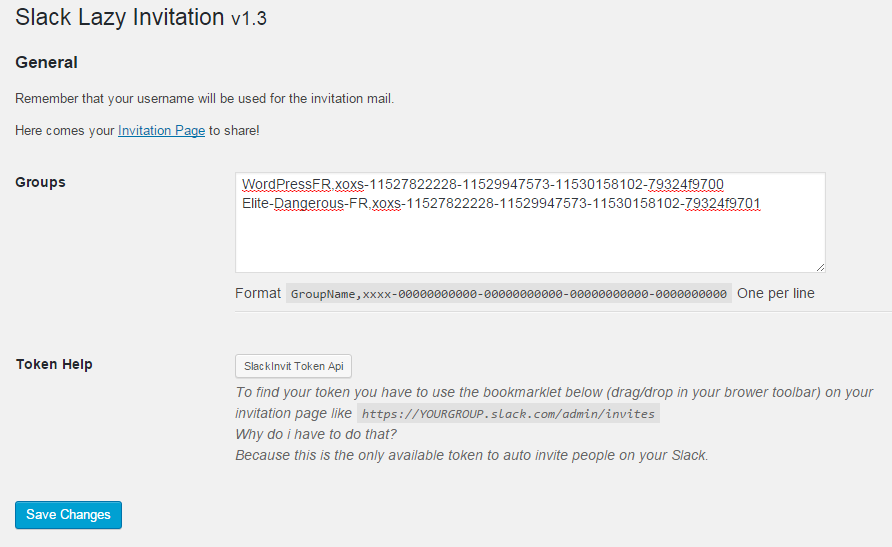 Slack Lazy Invitation v1.3
General
Remember that your username will be used for the invitation mail.
Here comes your Invitation Page to share!
Groups
WordPressFR,xoxs-11527822228-11529947573-11530158102-79324f9700
Elite-Dangerous-FR,xoxs-11527822228-11529947573-11530158102-79324f9701
Format GroupName,xxxx-00000000000-00000000000-00000000000-0000000000 One per line
Token Help
SlackInvit Token Api
To find your token you have to use the bookmarklet below (drag/drop in your brower toolbar) on your
invitation page like https://YOURGROUP.slack.com/admin/invites
Why do i have to do that?
Because this is the only available token to auto invite people on your Slack.
Save Changes